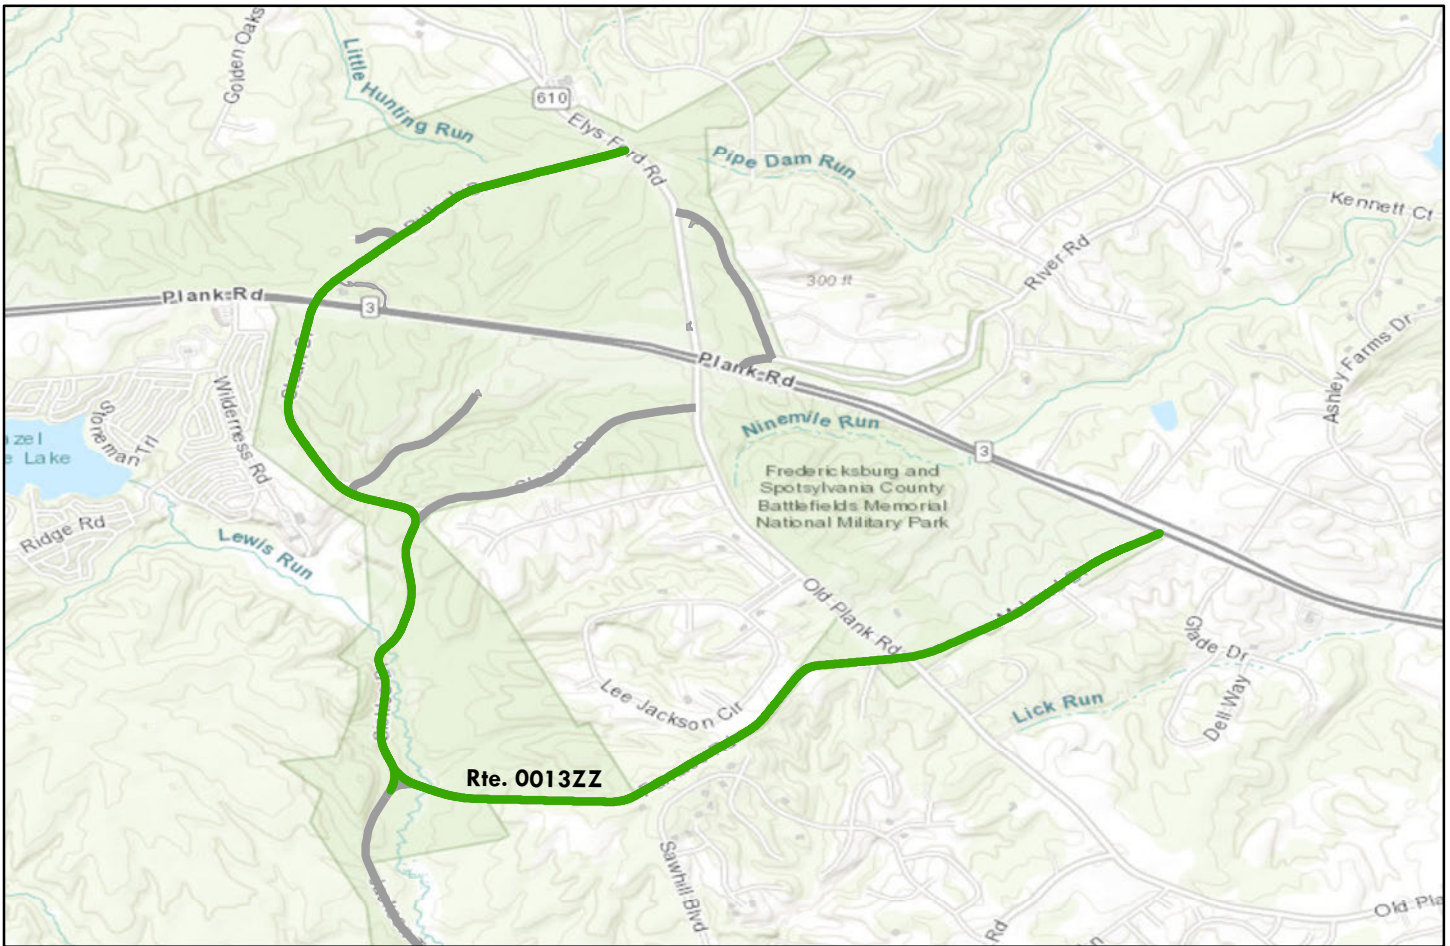 Golden Oaks
Little Hunting Run
610
Elys Ford Rd
Pipe Dam Run
Kennett Ct
River Rd
300 ft
Plank Rd
3
Plank Rd
Ashley Farms Dr
Wilderness Rd
Stoneman Trl
Lake
Ninemile Run
3
Fredericksburg and
Spotsylvania County
Battlefields Memorial
National Military Park
Ridge Rd
Lewis Run
Old Plank Rd
Glade Dr
Lee Jackson Cir
Lick Run
Dell Way
Rte. 0013ZZ
Sawhill Blvd
Old Pla
Rd